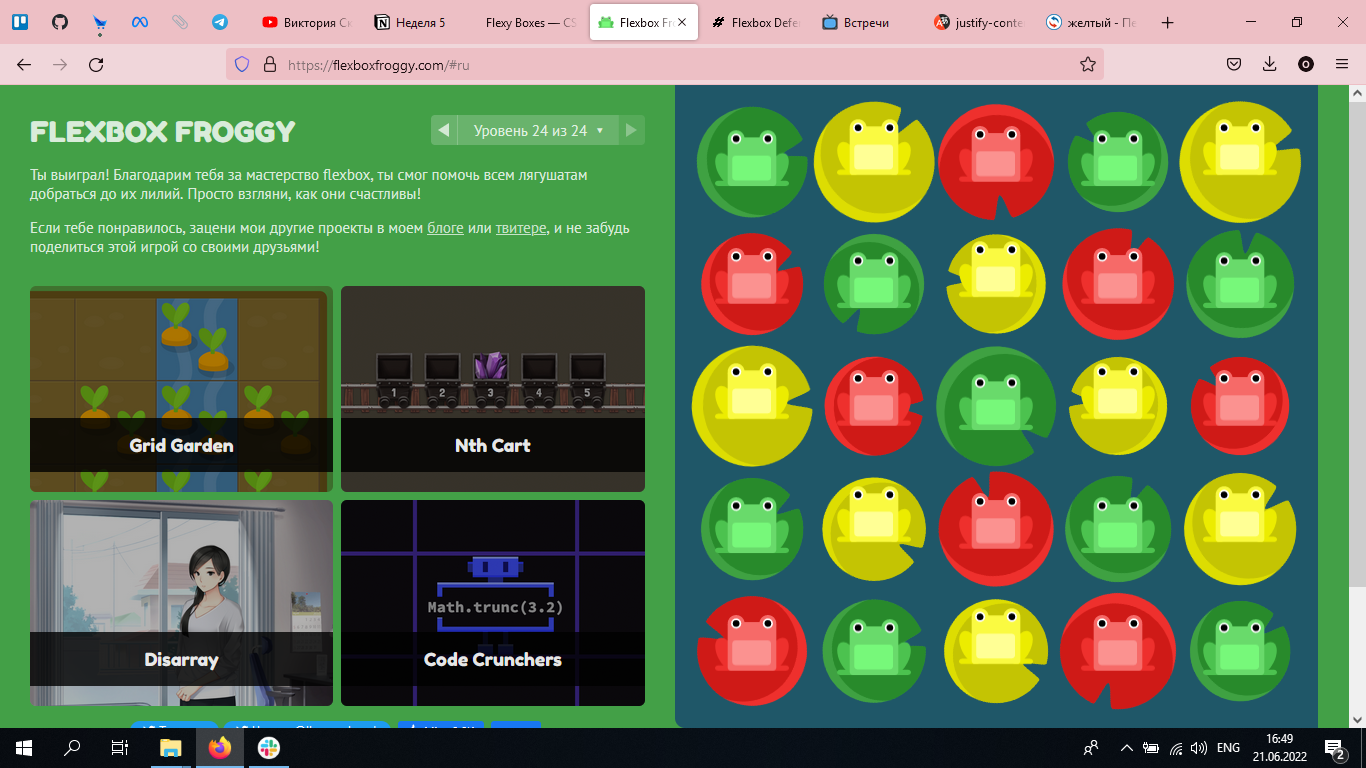 Виктория Ск
Неделя 5
Flexy Boxes — CS
Flexbox Fro
Flexbox Defe
Встречи
justify-conte
желтый - Пе
https://flexboxfroggy.com/#ru
FLEXBOX FROGGY
Уровень 24 из 24
Ты выиграл! Благодарим тебя за мастерство flexbox, ты смог помочь всем лягушатам
добраться до их лилий. Просто взгляни, как они счастливы!
Если тебе понравилось, зацени мои другие проекты в моем блоге или твитере, и не забудь
поделиться этой игрой со своими друзьями!
1 2 3 4 5
Grid Garden
Nth Cart
Math.trunc(3.2)
Disarray
Code Crunchers
ENG
16:49
21.06.2022
2